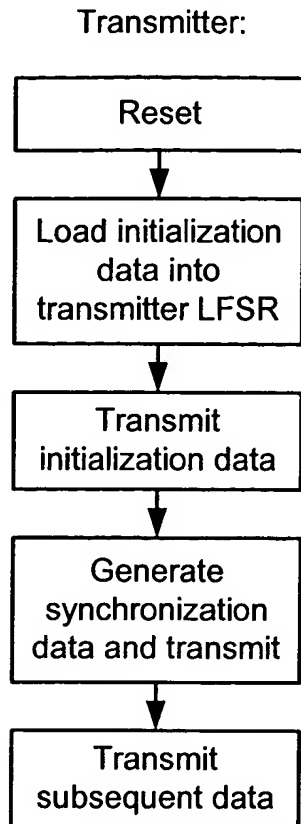 Transmitter:
Reset
Load initialization
data into
transmitter LFSR
Transmit
initialization data
Generate
synchronization
data and transmit
Transmit
subsequent data